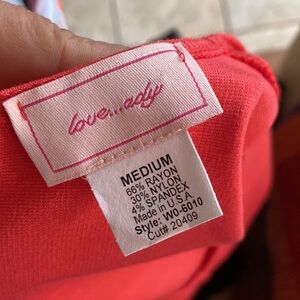 love...ady
MEDIUM
66% RAYON
30% NYLON
4% SPANDEX
Made in U.S.A.
Style: W0-6010
Cut# 20409